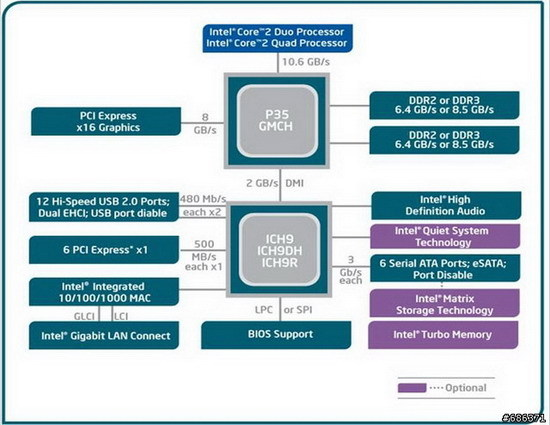 Intel® Core™2 Duo Processor
Intel® Core™2 Quad Processor
10.6 GB/s
PCI Express
x16 Graphics
8
GB/s
P35
GMCH
DDR2 or DDR3
6.4 GB/s or 8.5 GB/s
DDR2 or DDR3
6.4 GB/s or 8.5 GB/s
2 GB/s DMI
12 Hi-Speed USB 2.0 Ports;
Dual EHCI; USB port diable
480 Mb/s
each x2
6 PCI Express® x1
500
MB/s
each x1
Intel® Integrated
10/100/1000 MAC
GLCI LCI
Intel® Gigabit LAN Connect
ICH9
ICH9DH
ICH9R
LPC or SPI
BIOS Support
Intel® High
Definition Audio
Intel® Quiet System
Technology
3
Gb/s
each
6 Serial ATA Ports; eSATA;
Port Disable
Intel® Matrix
Storage Technology
Intel® Turbo Memory
Optional
#686371